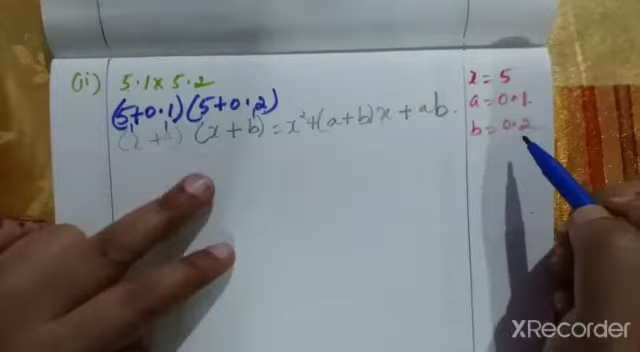 (ii) 5.1 x 5.2
(5+0.1)(5+0.2)
(x + ) (x + b) = x² + (a+b)x + ab.
x = 5
a = 0.1.
b = 0.2
XRecorder